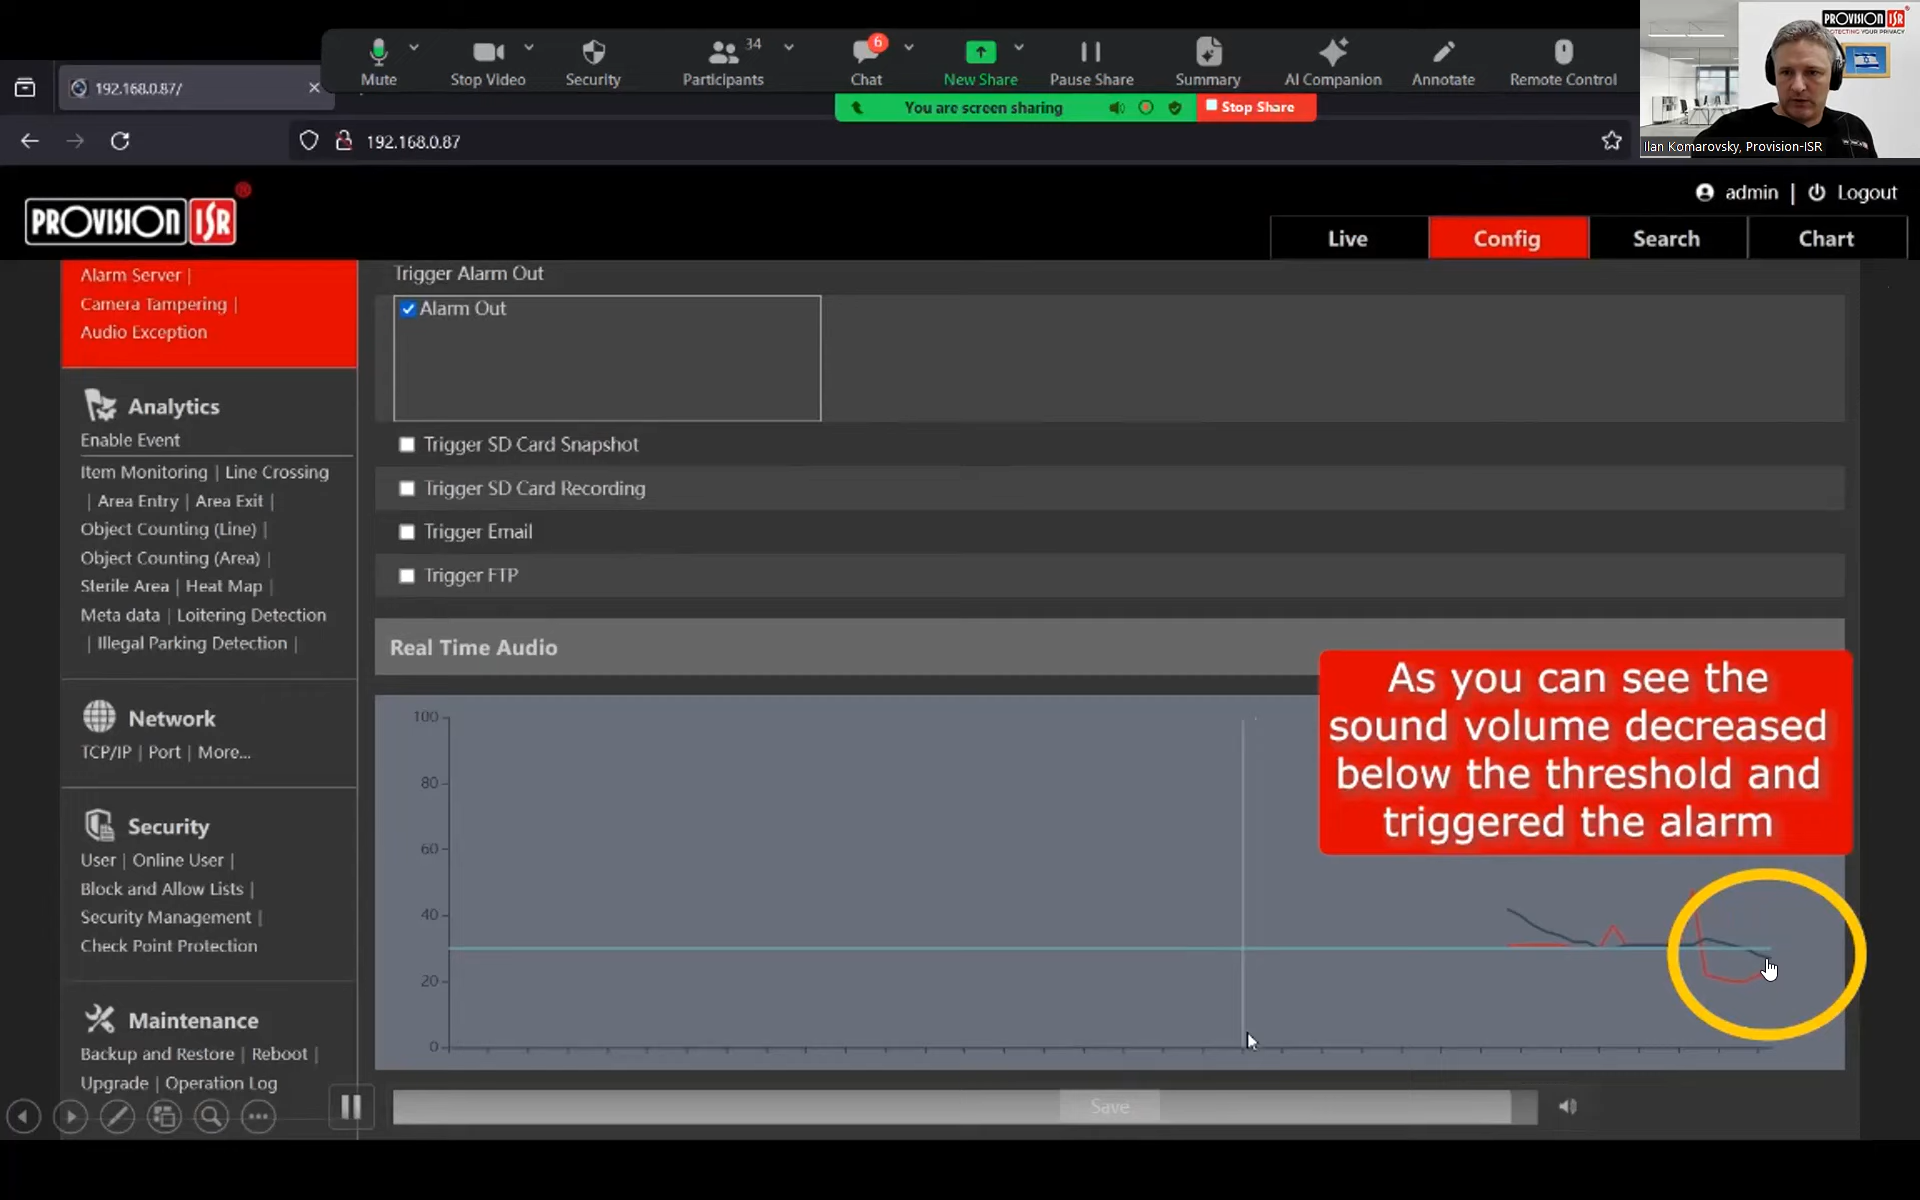 Mute
Stop Video
Security
34
Participants
6
Chat
New Share
Pause Share
Summary
AI Companion
Annotate
Remote Control
You are screen sharing
Stop Share
PROVISION ISR
PROTECTING YOUR PRIVACY
Ilan Komarovsky, Provision-ISR
192.168.0.87/
192.168.0.87
PROVISION ISR
admin | Logout
Live
Config
Search
Chart
Alarm Server |
Camera Tampering |
Audio Exception
Analytics
Enable Event
Item Monitoring | Line Crossing
| Area Entry | Area Exit |
Object Counting (Line) |
Object Counting (Area) |
Sterile Area | Heat Map |
Meta data | Loitering Detection
| Illegal Parking Detection |
Network
TCP/IP | Port | More...
Security
User | Online User |
Block and Allow Lists |
Security Management |
Check Point Protection
Maintenance
Backup and Restore | Reboot |
Upgrade | Operation Log
Trigger Alarm Out
Alarm Out
Trigger SD Card Snapshot
Trigger SD Card Recording
Trigger Email
Trigger FTP
Real Time Audio
As you can see the
sound volume decreased
below the threshold and
triggered the alarm
100
80
60
40
20
0
Save